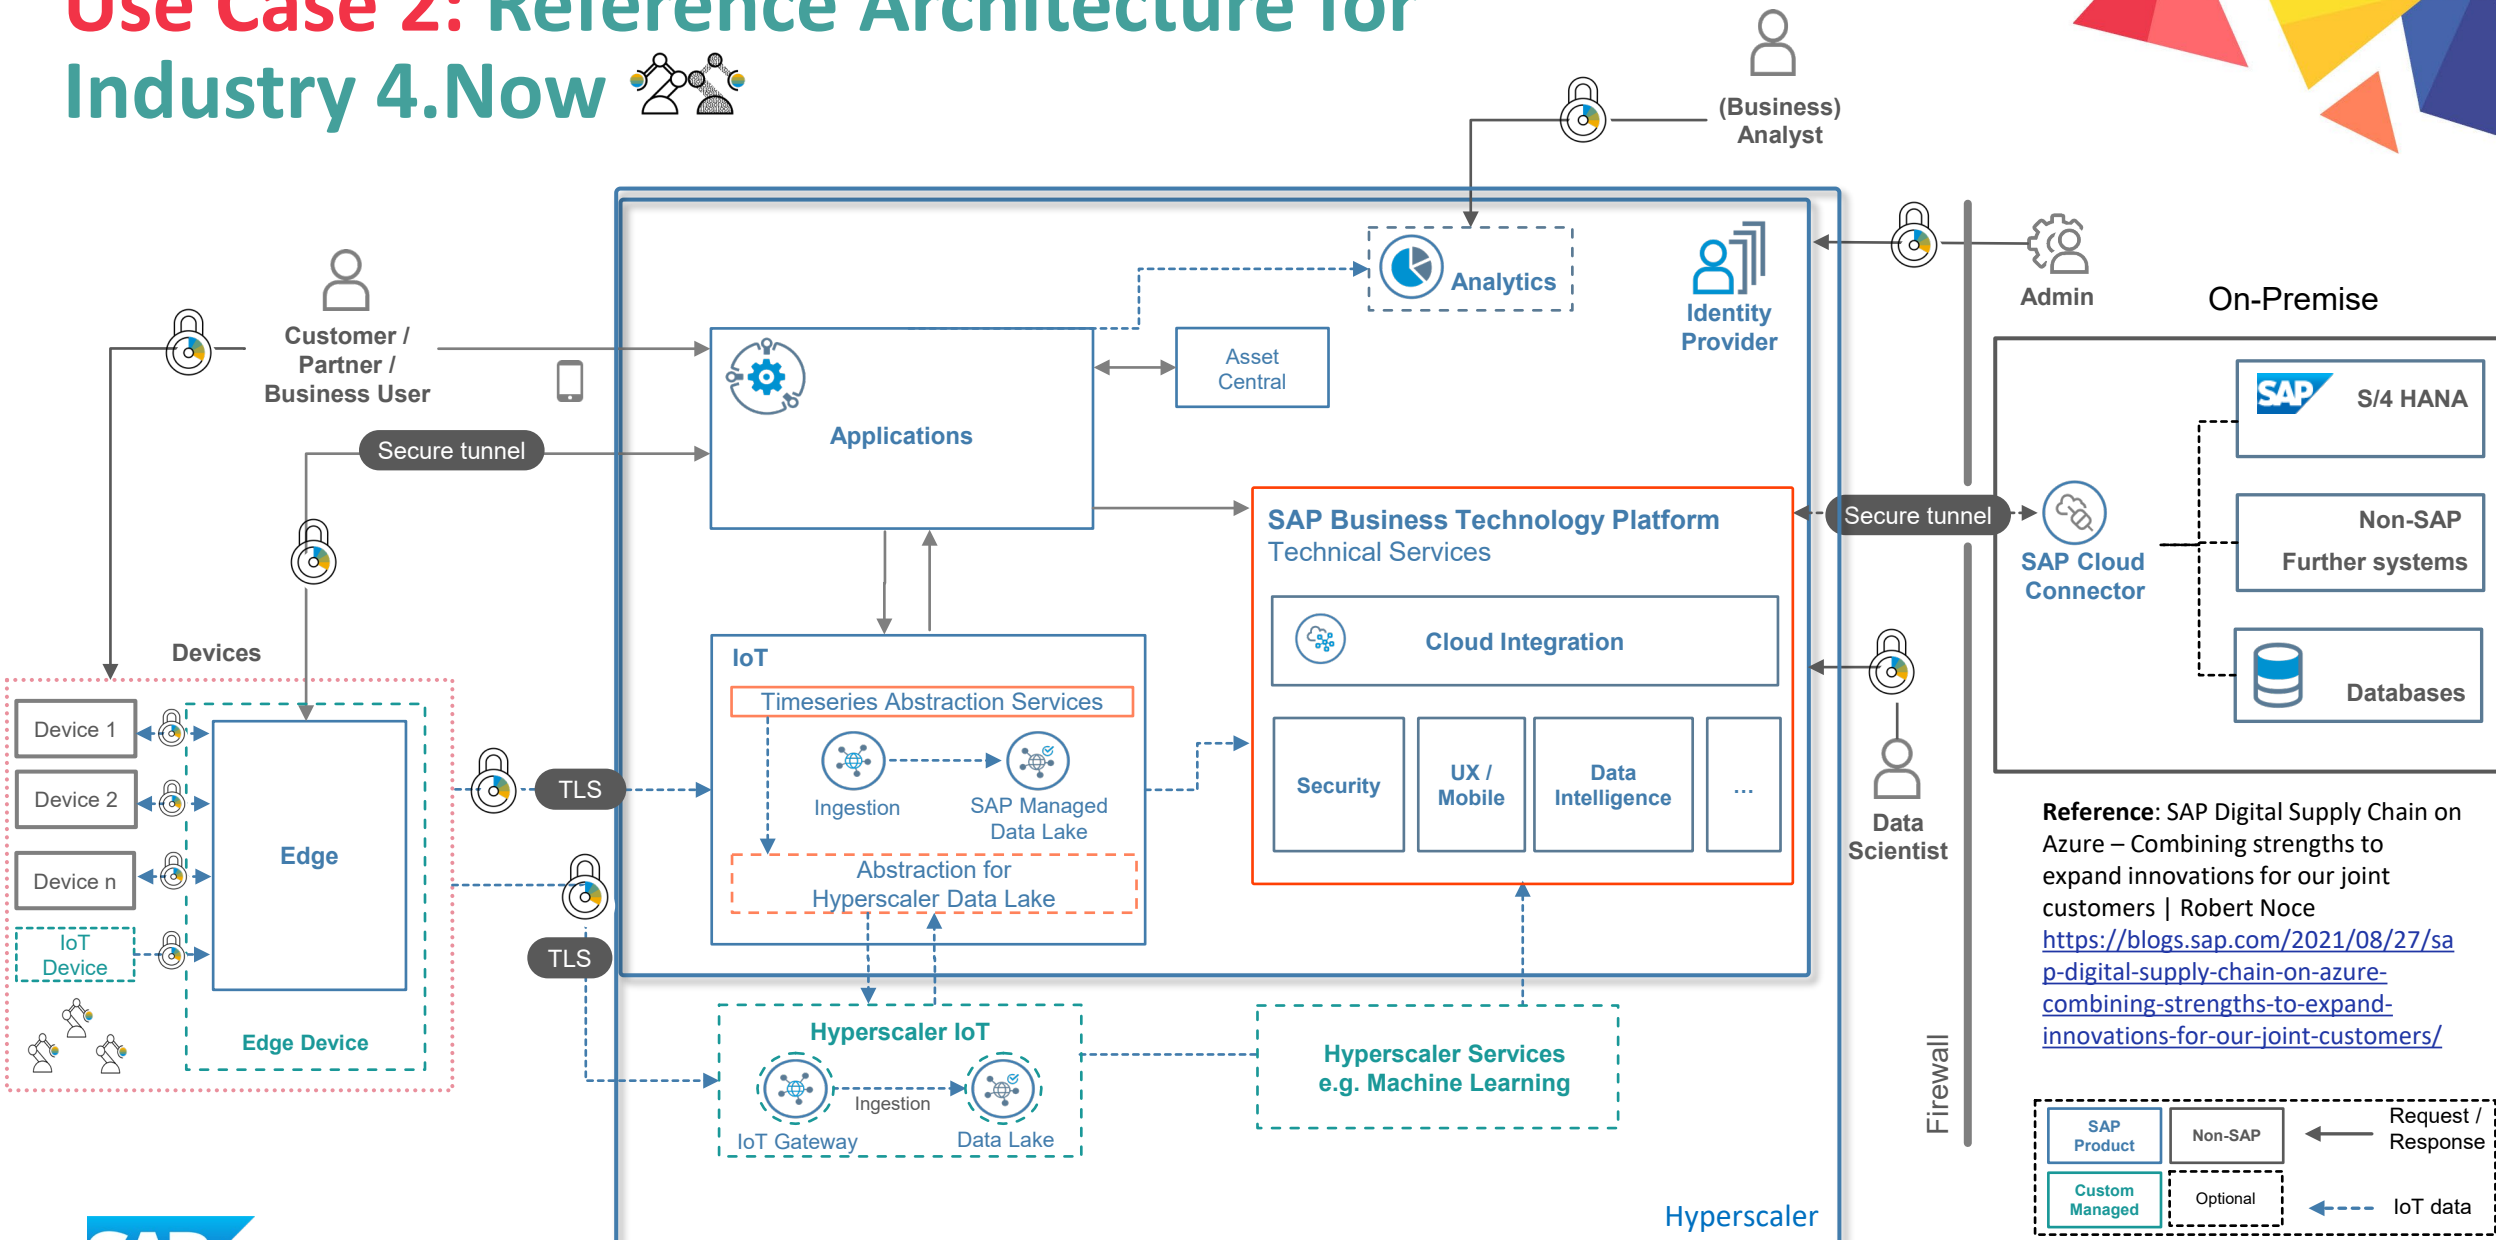 Use Case 2: Reference Architecture for
Industry 4.Now
(Business)
Analyst
Customer /
Partner /
Business User
Secure tunnel
Devices
Device 1
Device 2
Device n
IoT
Device
Edge
Edge Device
TLS
TLS
Analytics
Identity
Provider
Applications
Asset
Central
IoT
Timeseries Abstraction Services
Ingestion
SAP Managed
Data Lake
Abstraction for
Hyperscaler Data Lake
SAP Business Technology Platform
Technical Services
Cloud Integration
Security
UX /
Mobile
Data
Intelligence
...
Hyperscaler IoT
Ingestion
IoT Gateway
Data Lake
Hyperscaler Services
e.g. Machine Learning
Hyperscaler
Admin
Secure tunnel
Data
Scientist
Firewall
On-Premise
SAP Cloud
Connector
SAP
S/4 HANA
Non-SAP
Further systems
Databases
Reference: SAP Digital Supply Chain on
Azure – Combining strengths to
expand innovations for our joint
customers | Robert Noce
https://blogs.sap.com/2021/08/27/sa
p-digital-supply-chain-on-azure-
combining-strengths-to-expand-
innovations-for-our-joint-customers/
SAP
Product
Non-SAP
Request /
Response
Custom
Managed
Optional
IoT data
SAP